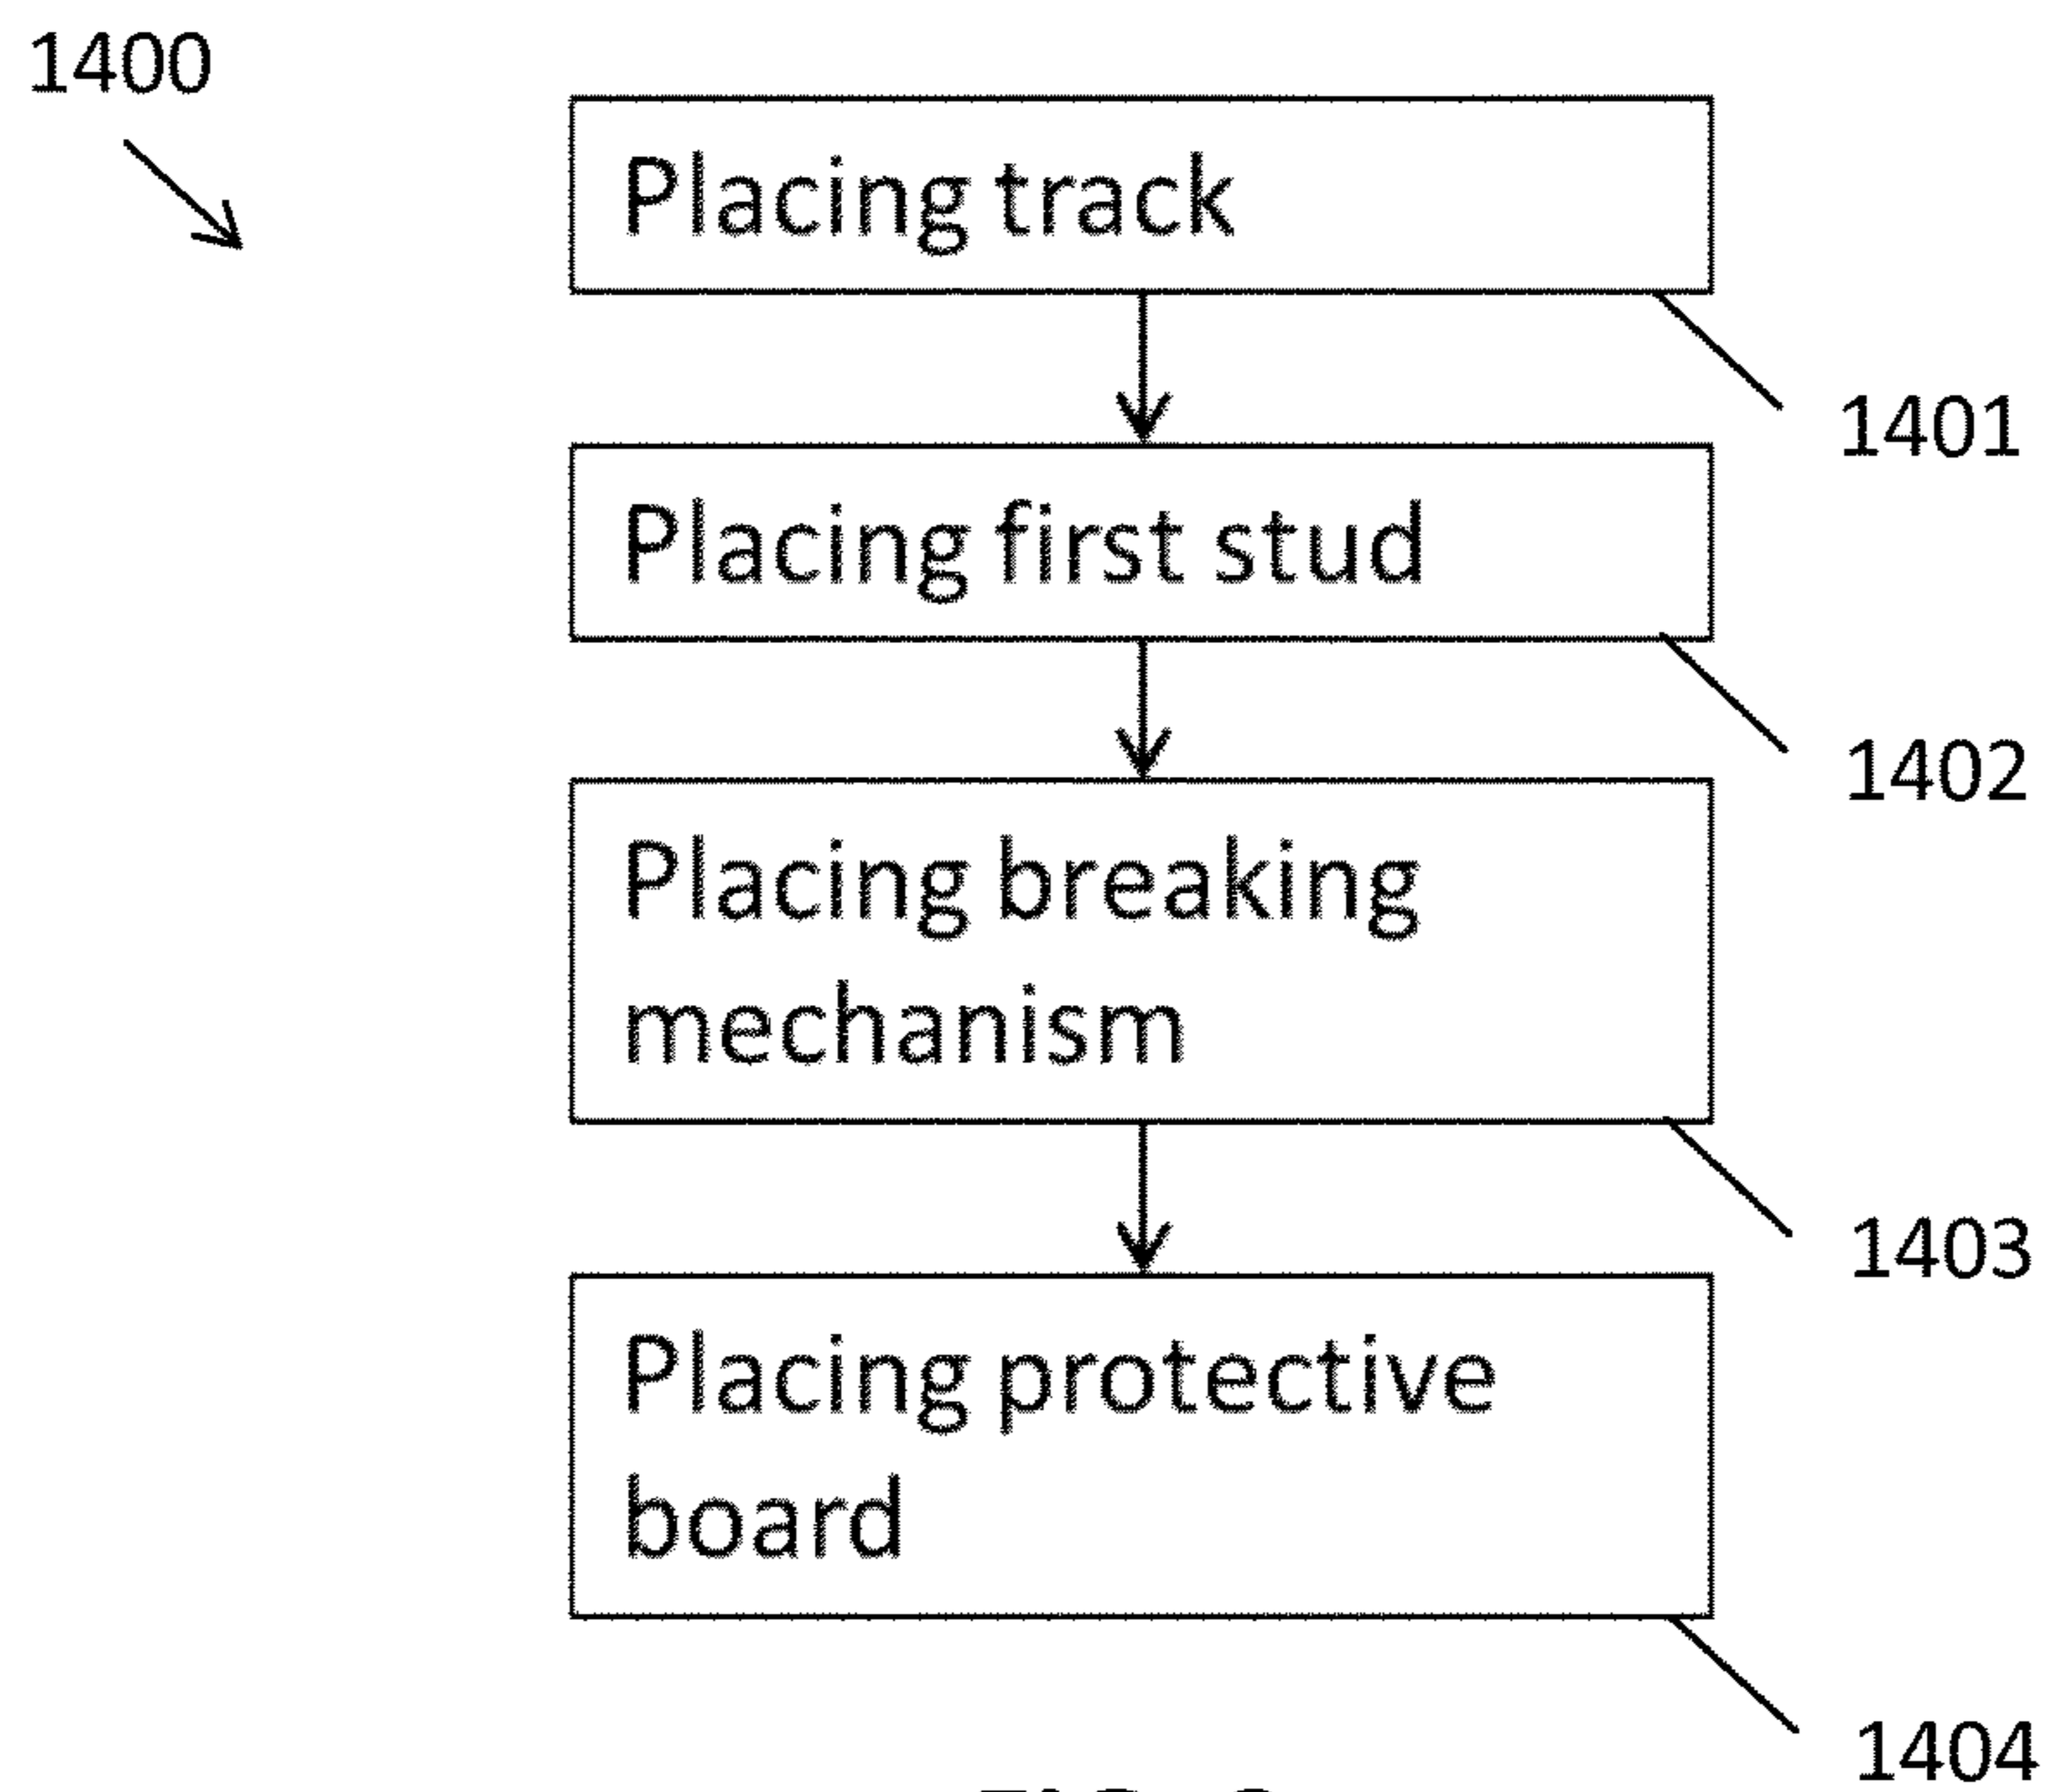 1400
Placing track
1401
Placing first stud
1402
Placing breaking
mechanism
1403
Placing protective
board
1404